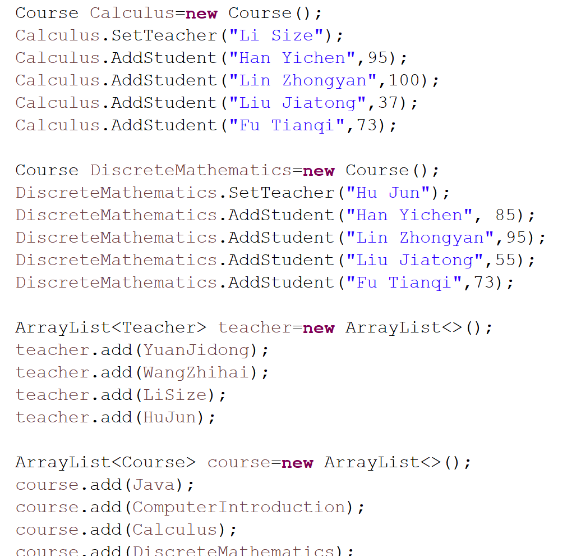 Course Calculus=new Course();
Calculus.SetTeacher("Li Size");
Calculus.AddStudent("Han Yichen",95);
Calculus.AddStudent("Lin Zhongyan",100);
Calculus.AddStudent("Liu Jiatong",37);
Calculus.AddStudent("Fu Tianqi",73);
Course DiscreteMathematics=new Course();
DiscreteMathematics.SetTeacher("Hu Jun");
DiscreteMathematics.AddStudent("Han Yichen", 85);
DiscreteMathematics.AddStudent("Lin Zhongyan",95);
DiscreteMathematics.AddStudent("Liu Jiatong",55);
DiscreteMathematics.AddStudent("Fu Tianqi",73);
ArrayList<Teacher> teacher=new ArrayList<>();
teacher.add(YuanJidong);
teacher.add(WangZhihai);
teacher.add(LiSize);
teacher.add(HuJun);
ArrayList<Course> course=new ArrayList<>();
course.add(Java);
course.add(ComputerIntroduction);
course.add(Calculus);
course.add(DiscreteMathematics);